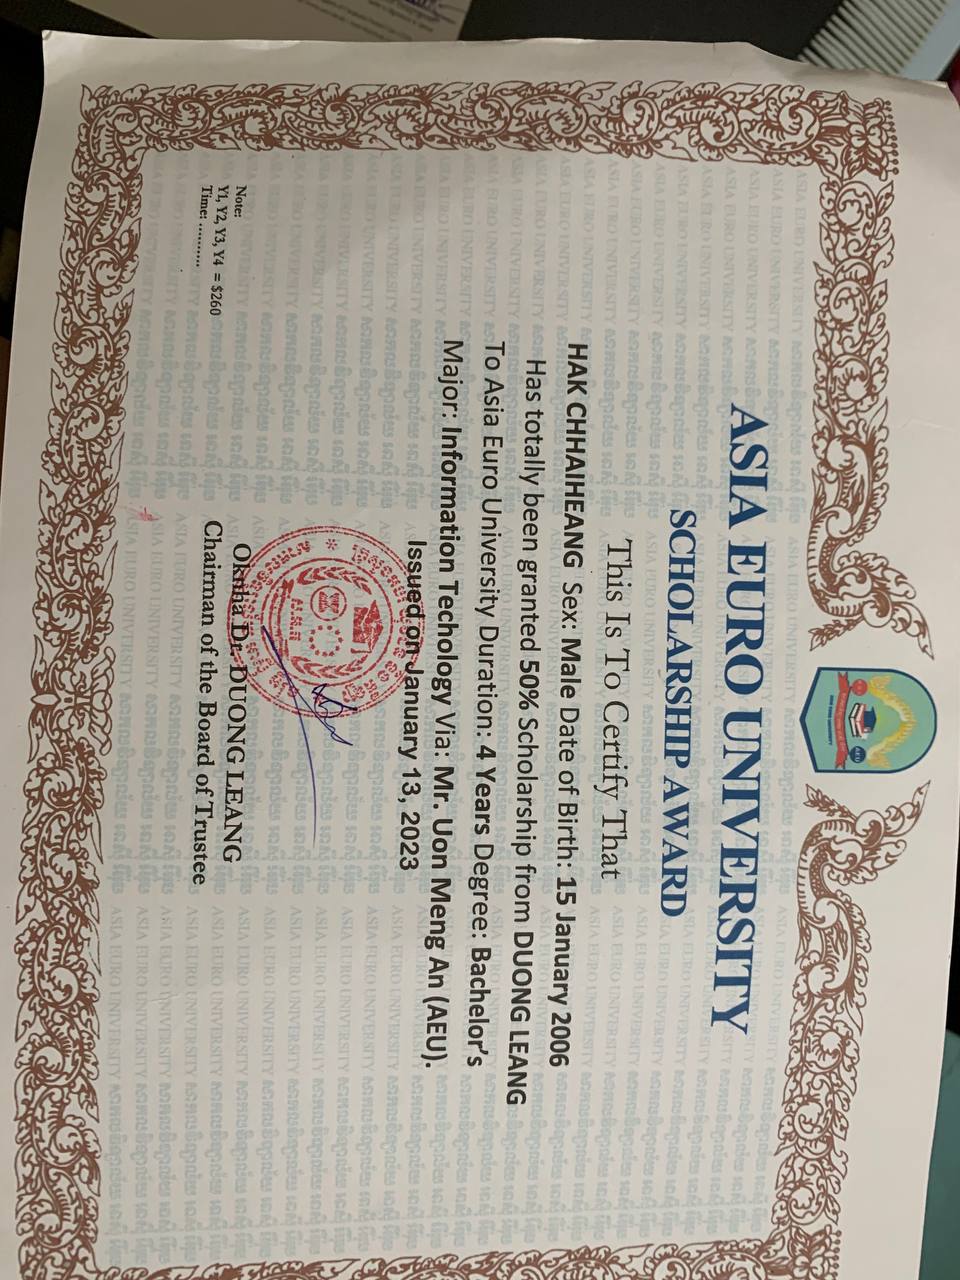 ASIA EURO UNIVERSITY
SCHOLARSHIP AWARD
This Is To Certify That
HAK CHHAIHEANG Sex: Male Date of Birth: 15 January 2006
Has totally been granted 50% Scholarship from DUONG LEANG
To Asia Euro University Duration: 4 Years Degree: Bachelor's
Major: Information Techology Via: Mr. Uon Meng An (AEU).
Issued on January 13, 2023
Oknha Dr. DUONG LEANG
Chairman of the Board of Trustee
Note:
Y1, Y2, Y3, Y4 = $260
Time: ..........